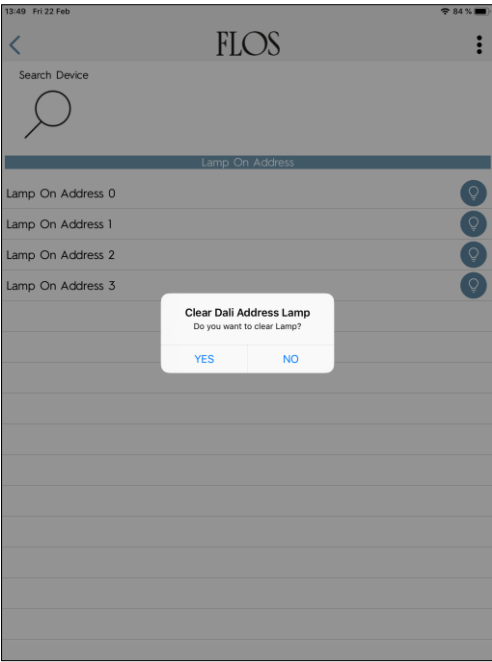 13:49 Fri 22 Feb
84 %
FLOS
Search Device
Lamp On Address
Lamp On Address 0
Lamp On Address 1
Lamp On Address 2
Lamp On Address 3
Clear Dali Address Lamp
Do you want to clear Lamp?
YES NO